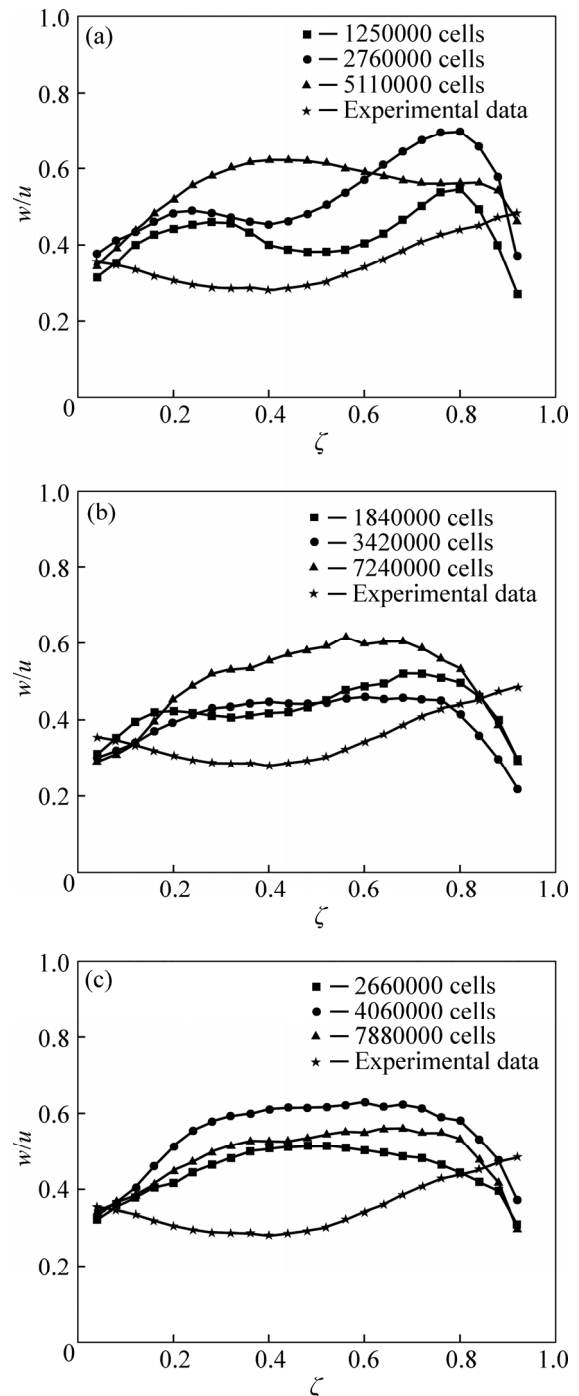 (a)
1250000 cells
2760000 cells
5110000 cells
Experimental data
1.0
0.8
0.6
0.4
0.2
0
0.2
0.4
0.6
0.8
1.0
w/u
ζ
(b)
1840000 cells
3420000 cells
7240000 cells
Experimental data
1.0
0.8
0.6
0.4
0.2
0
0.2
0.4
0.6
0.8
1.0
w/u
ζ
(c)
2660000 cells
4060000 cells
7880000 cells
Experimental data
1.0
0.8
0.6
0.4
0.2
0
0.2
0.4
0.6
0.8
1.0
w/u
ζ